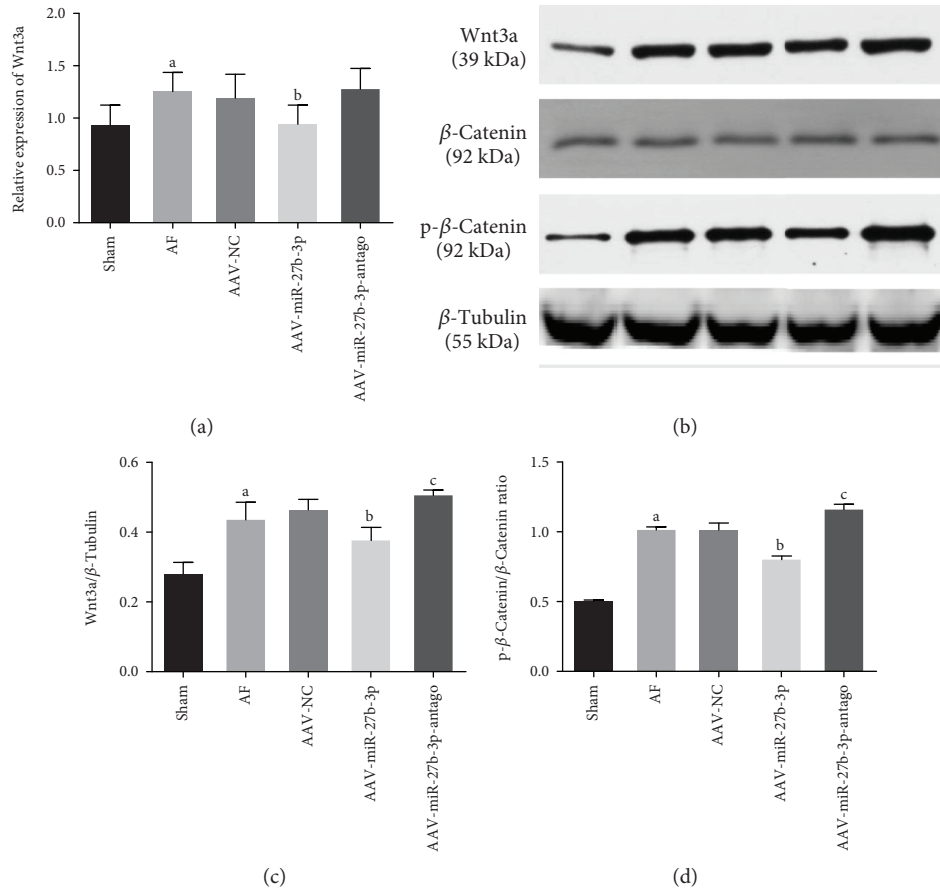 Relative expression of Wnt3a
2.0
1.5
1.0
0.5
0.0
a
b
Sham
AF
AAV-NC
AAV-miR-27b-3p
AAV-miR-27b-3p-antago
(a)
Wnt3a
(39 kDa)
β-Catenin
(92 kDa)
p-β-Catenin
(92 kDa)
β-Tubulin
(55 kDa)
(b)
Wnt3a/β-Tubulin
0.6
0.4
0.2
0.0
a
b
c
Sham
AF
AAV-NC
AAV-miR-27b-3p
AAV-miR-27b-3p-antago
(c)
p-β-Catenin/β-Catenin ratio
1.5
1.0
0.5
0.0
a
b
c
Sham
AF
AAV-NC
AAV-miR-27b-3p
AAV-miR-27b-3p-antago
(d)